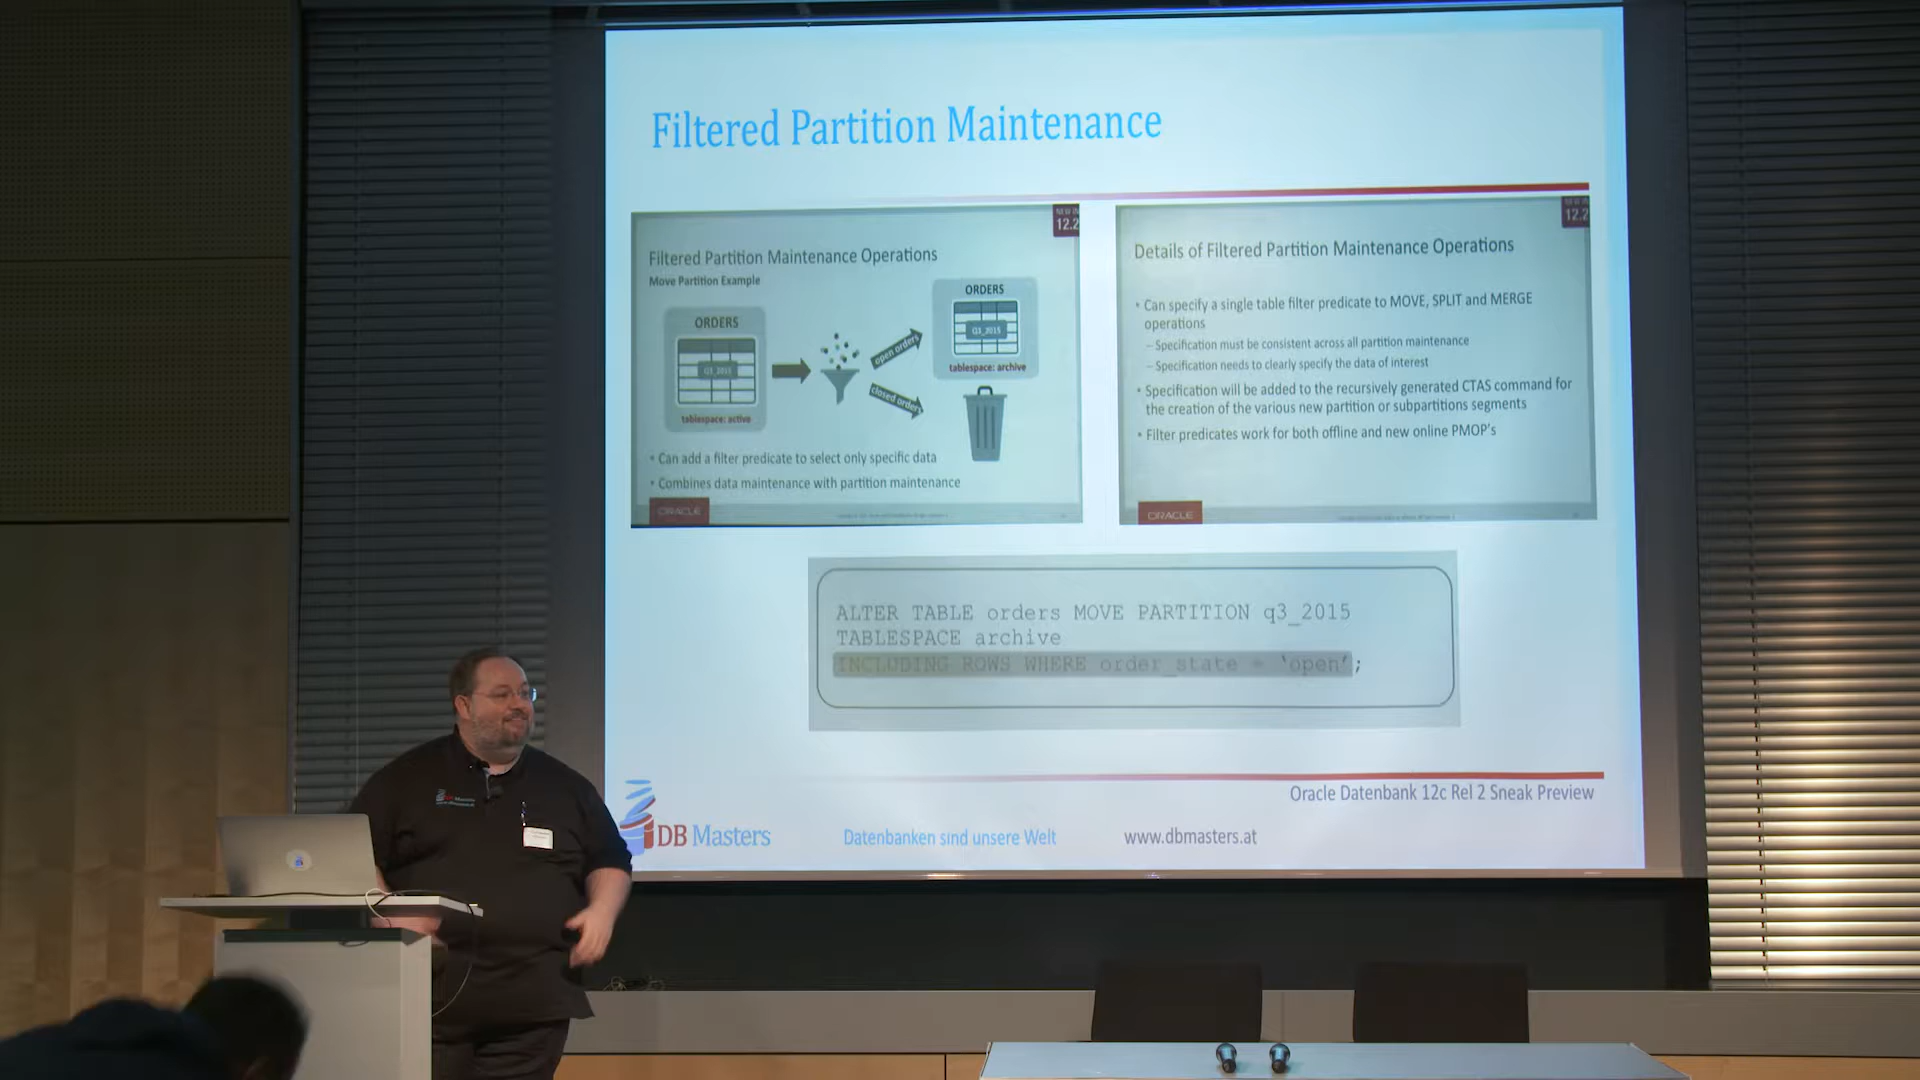 Filtered Partition Maintenance
NEW IN
12.2
Filtered Partition Maintenance Operations
Move Partition Example
ORDERS
Q3_2015
tablespace: active
open orders
closed orders
ORDERS
Q3_2015
tablespace: archive
• Can add a filter predicate to select only specific data
• Combines data maintenance with partition maintenance
ORACLE
NEW IN
12.2
Details of Filtered Partition Maintenance Operations
• Can specify a single table filter predicate to MOVE, SPLIT and MERGE
operations
– Specification must be consistent across all partition maintenance
– Specification needs to clearly specify the data of interest
• Specification will be added to the recursively generated CTAS command for
the creation of the various new partition or subpartitions segments
• Filter predicates work for both offline and new online PMOP's
ORACLE
ALTER TABLE orders MOVE PARTITION q3_2015
TABLESPACE archive
INCLUDING ROWS WHERE order_state = 'open';
Oracle Datenbank 12c Rel 2 Sneak Preview
DB Masters
Datenbanken sind unsere Welt
www.dbmasters.at